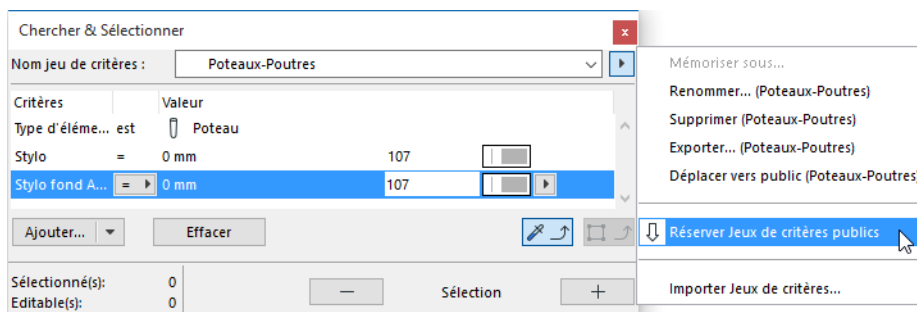 Chercher & Sélectionner
x
Nom jeu de critères : Poteaux-Poutres
Critères Valeur
Type d'éléme... est Poteau
Stylo = 0 mm 107
Stylo fond A... = 0 mm 107
Ajouter... Effacer
Sélectionné(s): 0
Editable(s): 0
— Sélection +
Mémoriser sous...
Renommer... (Poteaux-Poutres)
Supprimer (Poteaux-Poutres)
Exporter... (Poteaux-Poutres)
Déplacer vers public (Poteaux-Poutres)
Réserver Jeux de critères publics
Importer Jeux de critères...